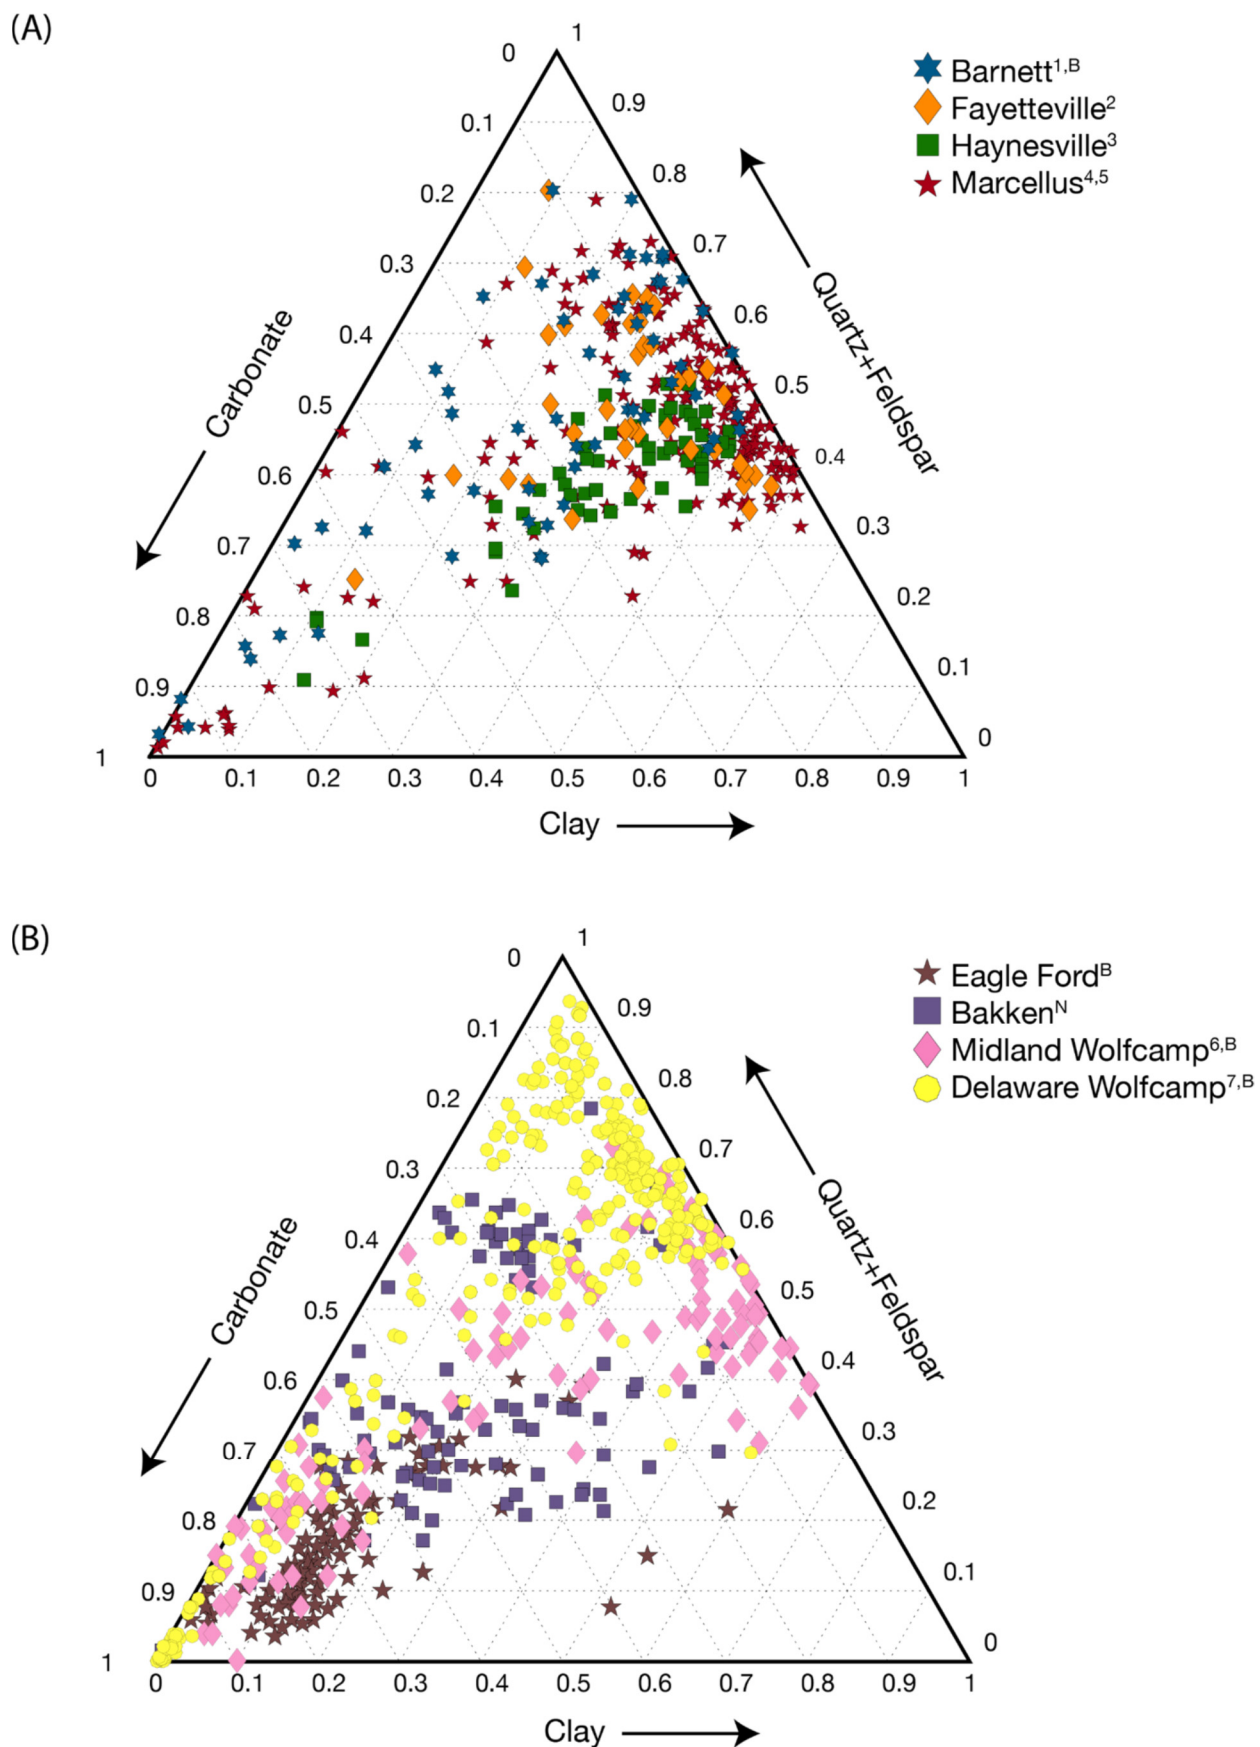 (A)
1
0
Barnett1,B
0.9
Fayetteville2
0.1
Haynesville3
0.8
Marcellus4,5
0.2
0.7
0.3
Quartz+Feldspar
0.6
Carbonate
0.4
0.5
0.5
0.4
0.6
0.3
0.7
0.2
0.8
0.1
0.9
0
1
0 0.1 0.2 0.3 0.4 0.5 0.6 0.7 0.8 0.9 1
Clay
(B)
1
0
Eagle FordB
0.9
BakkenN
0.1
Midland Wolfcamp6,B
0.8
Delaware Wolfcamp7,B
0.2
0.7
0.3
Quartz+Feldspar
0.6
Carbonate
0.4
0.5
0.5
0.4
0.6
0.3
0.7
0.2
0.8
0.1
0.9
0
1
0 0.1 0.2 0.3 0.4 0.5 0.6 0.7 0.8 0.9 1
Clay